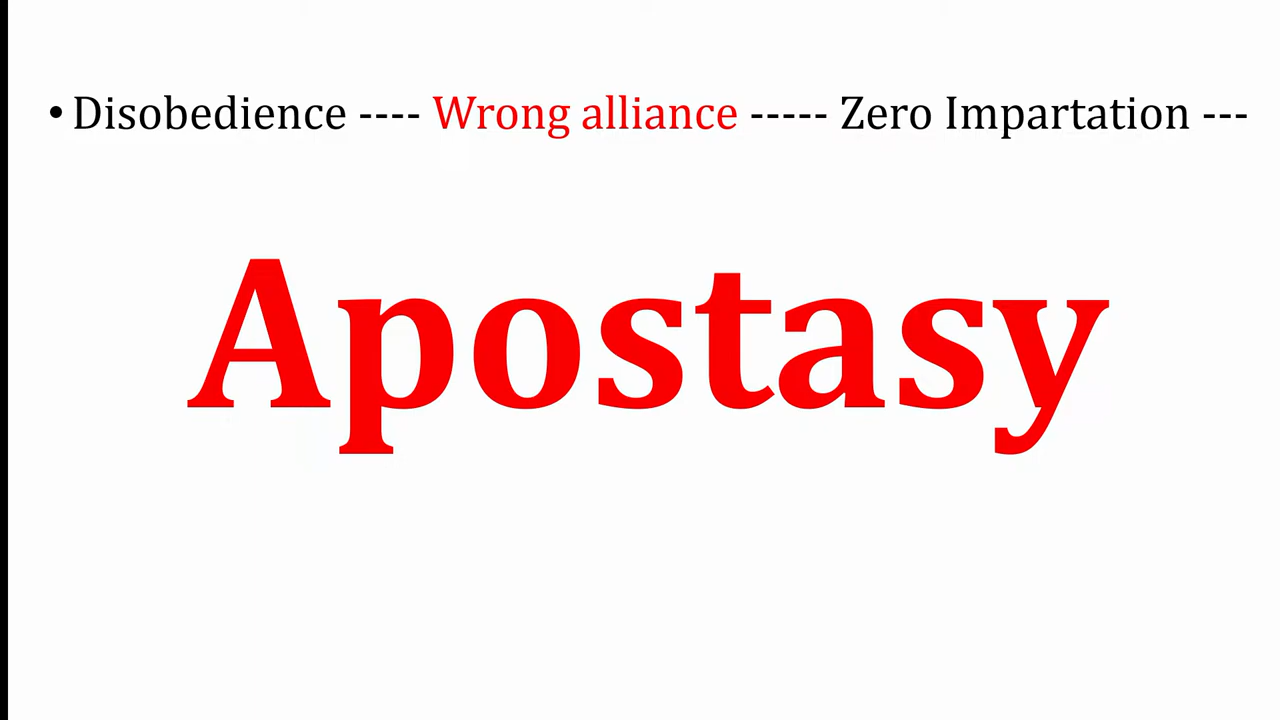 •Disobedience ---- Wrong alliance ----- Zero Impartation ---
Apostasy